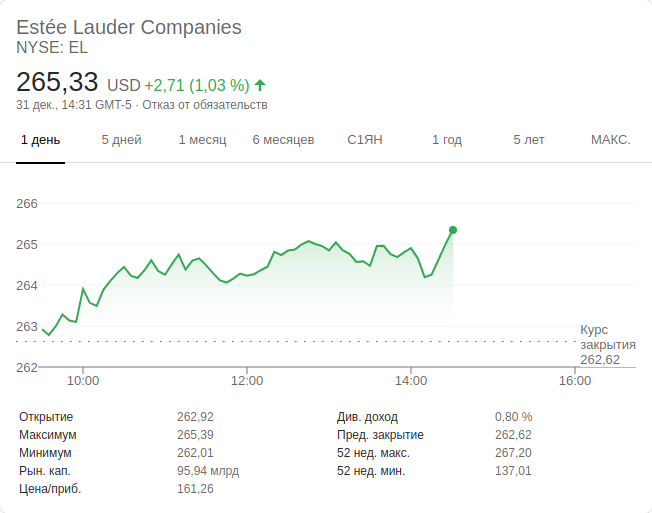 Estée Lauder Companies
NYSE: EL
265,33 USD +2,71 (1,03 %)
31 дек., 14:31 GMT-5 · Отказ от обязательств
1 день 5 дней 1 месяц 6 месяцев С1ЯН 1 год 5 лет МАКС.
266
265
264
263
262
Курс
закрытия
262,62
10:00 12:00 14:00 16:00
Открытие 262,92 Див. доход 0,80 %
Максимум 265,39 Пред. закрытие 262,62
Минимум 262,01 52 нед. макс. 267,20
Рын. кап. 95,94 млрд 52 нед. мин. 137,01
Цена/приб. 161,26